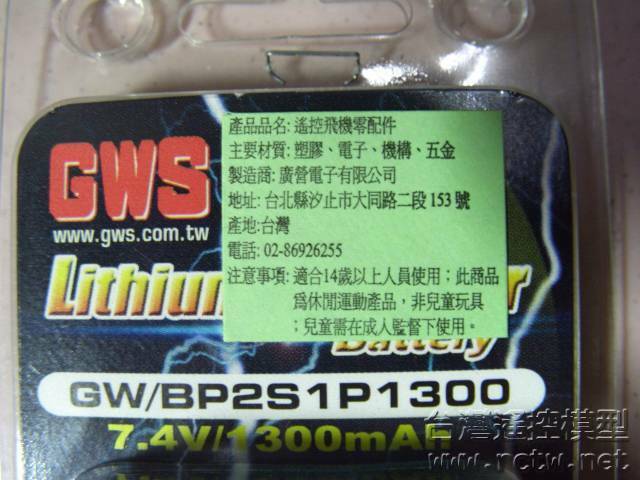 產品品名: 遙控飛機零配件
主要材質: 塑膠、電子、機構、五金
製造商: 廣營電子有限公司
地址: 台北縣汐止市大同路二段 153 號
產地:台灣
電話: 02-86926255
注意事項: 適合14歲以上人員使用；此商品
為休閒運動產品，非兒童玩具
；兒童需在成人監督下使用。
GWS
www.gws.com.tw
Lithium
Battery
GW/BP2S1P1300
7.4V/1300mAH
台灣遙控模型
www.rctw.net